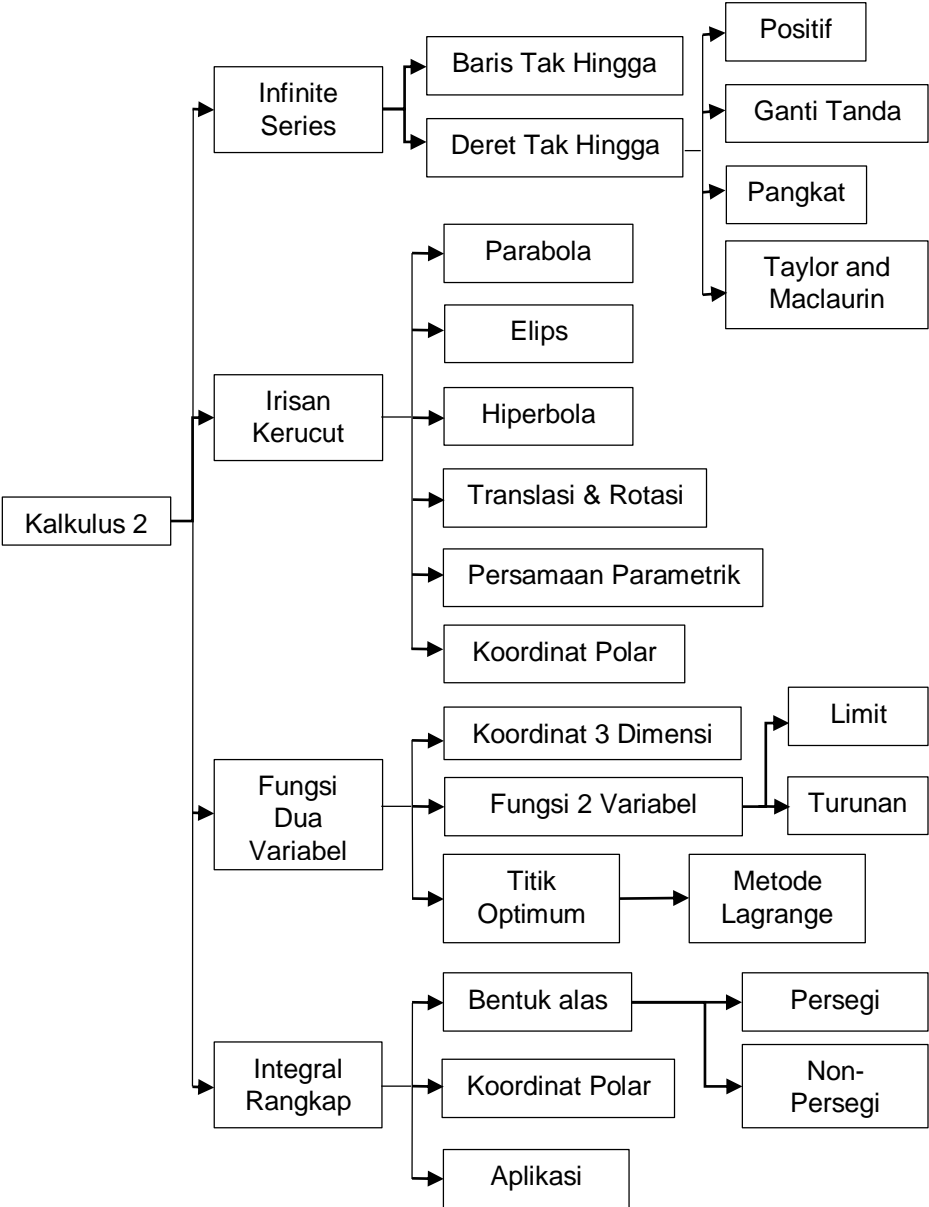 Kalkulus 2
Infinite
Series
Baris Tak Hingga
Deret Tak Hingga
Positif
Ganti Tanda
Pangkat
Taylor and
Maclaurin
Irisan
Kerucut
Parabola
Elips
Hiperbola
Translasi & Rotasi
Persamaan Parametrik
Koordinat Polar
Fungsi
Dua
Variabel
Koordinat 3 Dimensi
Fungsi 2 Variabel
Limit
Turunan
Titik
Optimum
Metode
Lagrange
Integral
Rangkap
Bentuk alas
Persegi
Non-
Persegi
Koordinat Polar
Aplikasi